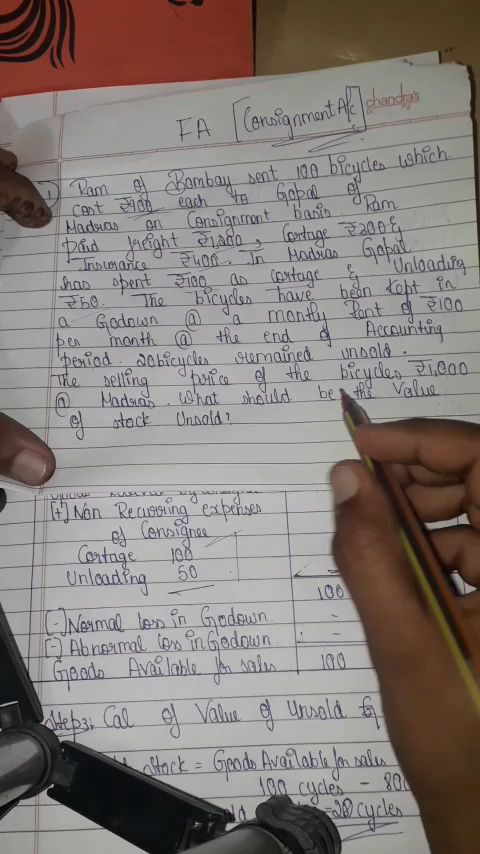 FA [Consignment A/c]
chandra's
Ram of Bombay sent 100 bicycles which
cost ₹900 each to Gopal of
Madras on Consignment basis. Ram
paid freight ₹1,200, Cartage ₹200 &
Insurance ₹400. In Madras Gopal
has spent ₹100 as cartage & Unloading
₹50. The bicycles have been kept in
a Godown @ a montly rent of ₹100
per month @ the end of Accounting
period. 20 bicycles remained unsold.
The selling price of the bicycles ₹1,000
@ Madras. What should be the Value
of stock Unsold?
[+] Non Recurring expenses
of Consignee
Cartage 100
Unloading 50 -
100
(-) Normal loss in Godown. -
(-) Abnormal loss in Godown. -
Goods Available for sales 100
Step3, Cal of Value of Unsold
Stock = Goods Available for sales
100 cycles - 80
= 20 cycles